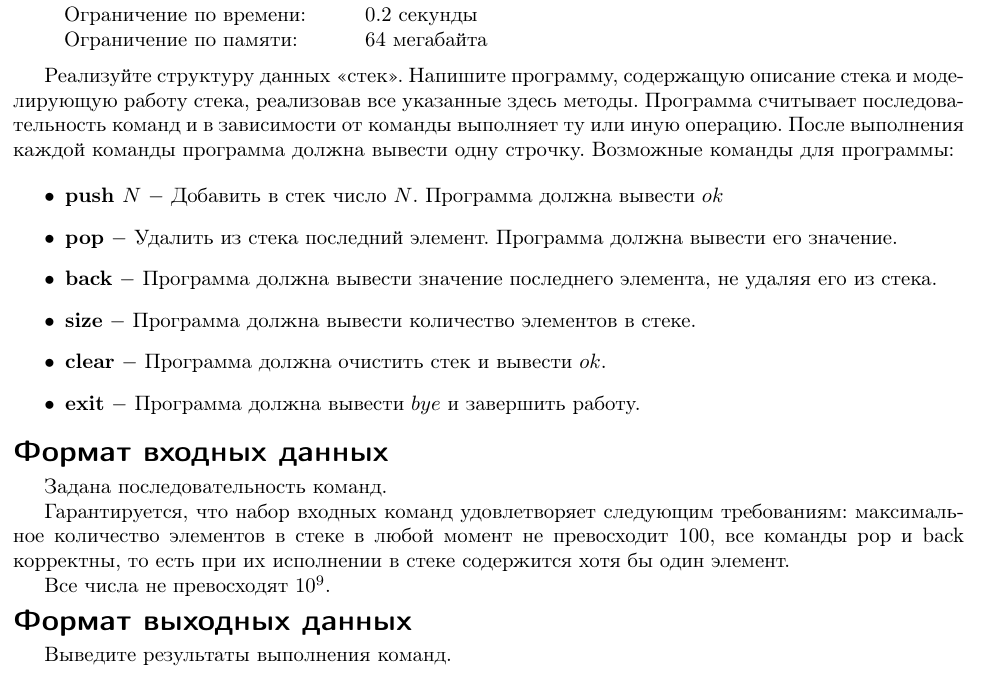 Ограничение по времени: 0.2 секунды
Ограничение по памяти: 64 мегабайта
Реализуйте структуру данных «стек». Напишите программу, содержащую описание стека и моде-
лирующую работу стека, реализовав все указанные здесь методы. Программа считывает последова-
тельность команд и в зависимости от команды выполняет ту или иную операцию. После выполнения
каждой команды программа должна вывести одну строчку. Возможные команды для программы:
• push N − Добавить в стек число N. Программа должна вывести ok
• pop − Удалить из стека последний элемент. Программа должна вывести его значение.
• back − Программа должна вывести значение последнего элемента, не удаляя его из стека.
• size − Программа должна вывести количество элементов в стеке.
• clear − Программа должна очистить стек и вывести ok.
• exit − Программа должна вывести bye и завершить работу.
Формат входных данных
Задана последовательность команд.
Гарантируется, что набор входных команд удовлетворяет следующим требованиям: максималь-
ное количество элементов в стеке в любой момент не превосходит 100, все команды pop и back
корректны, то есть при их исполнении в стеке содержится хотя бы один элемент.
Все числа не превосходят 10⁹.
Формат выходных данных
Выведите результаты выполнения команд.